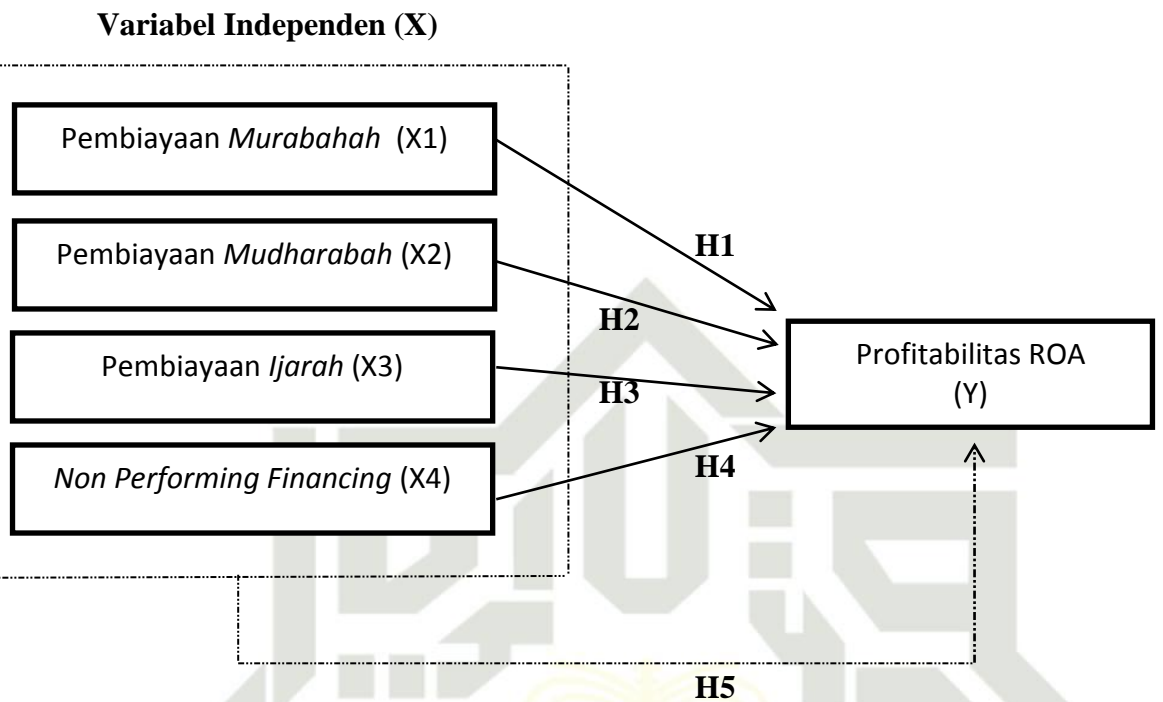 Variabel Independen (X)
Pembiayaan Murabahah (X1)
Pembiayaan Mudharabah (X2)
Pembiayaan Ijarah (X3)
Non Performing Financing (X4)
H1
H2
H3
H4
Profitabilitas ROA
(Y)
H5